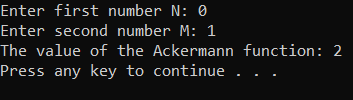 Enter first number N: 0
Enter second number M: 1
The value of the Ackermann function: 2
Press any key to continue . . .